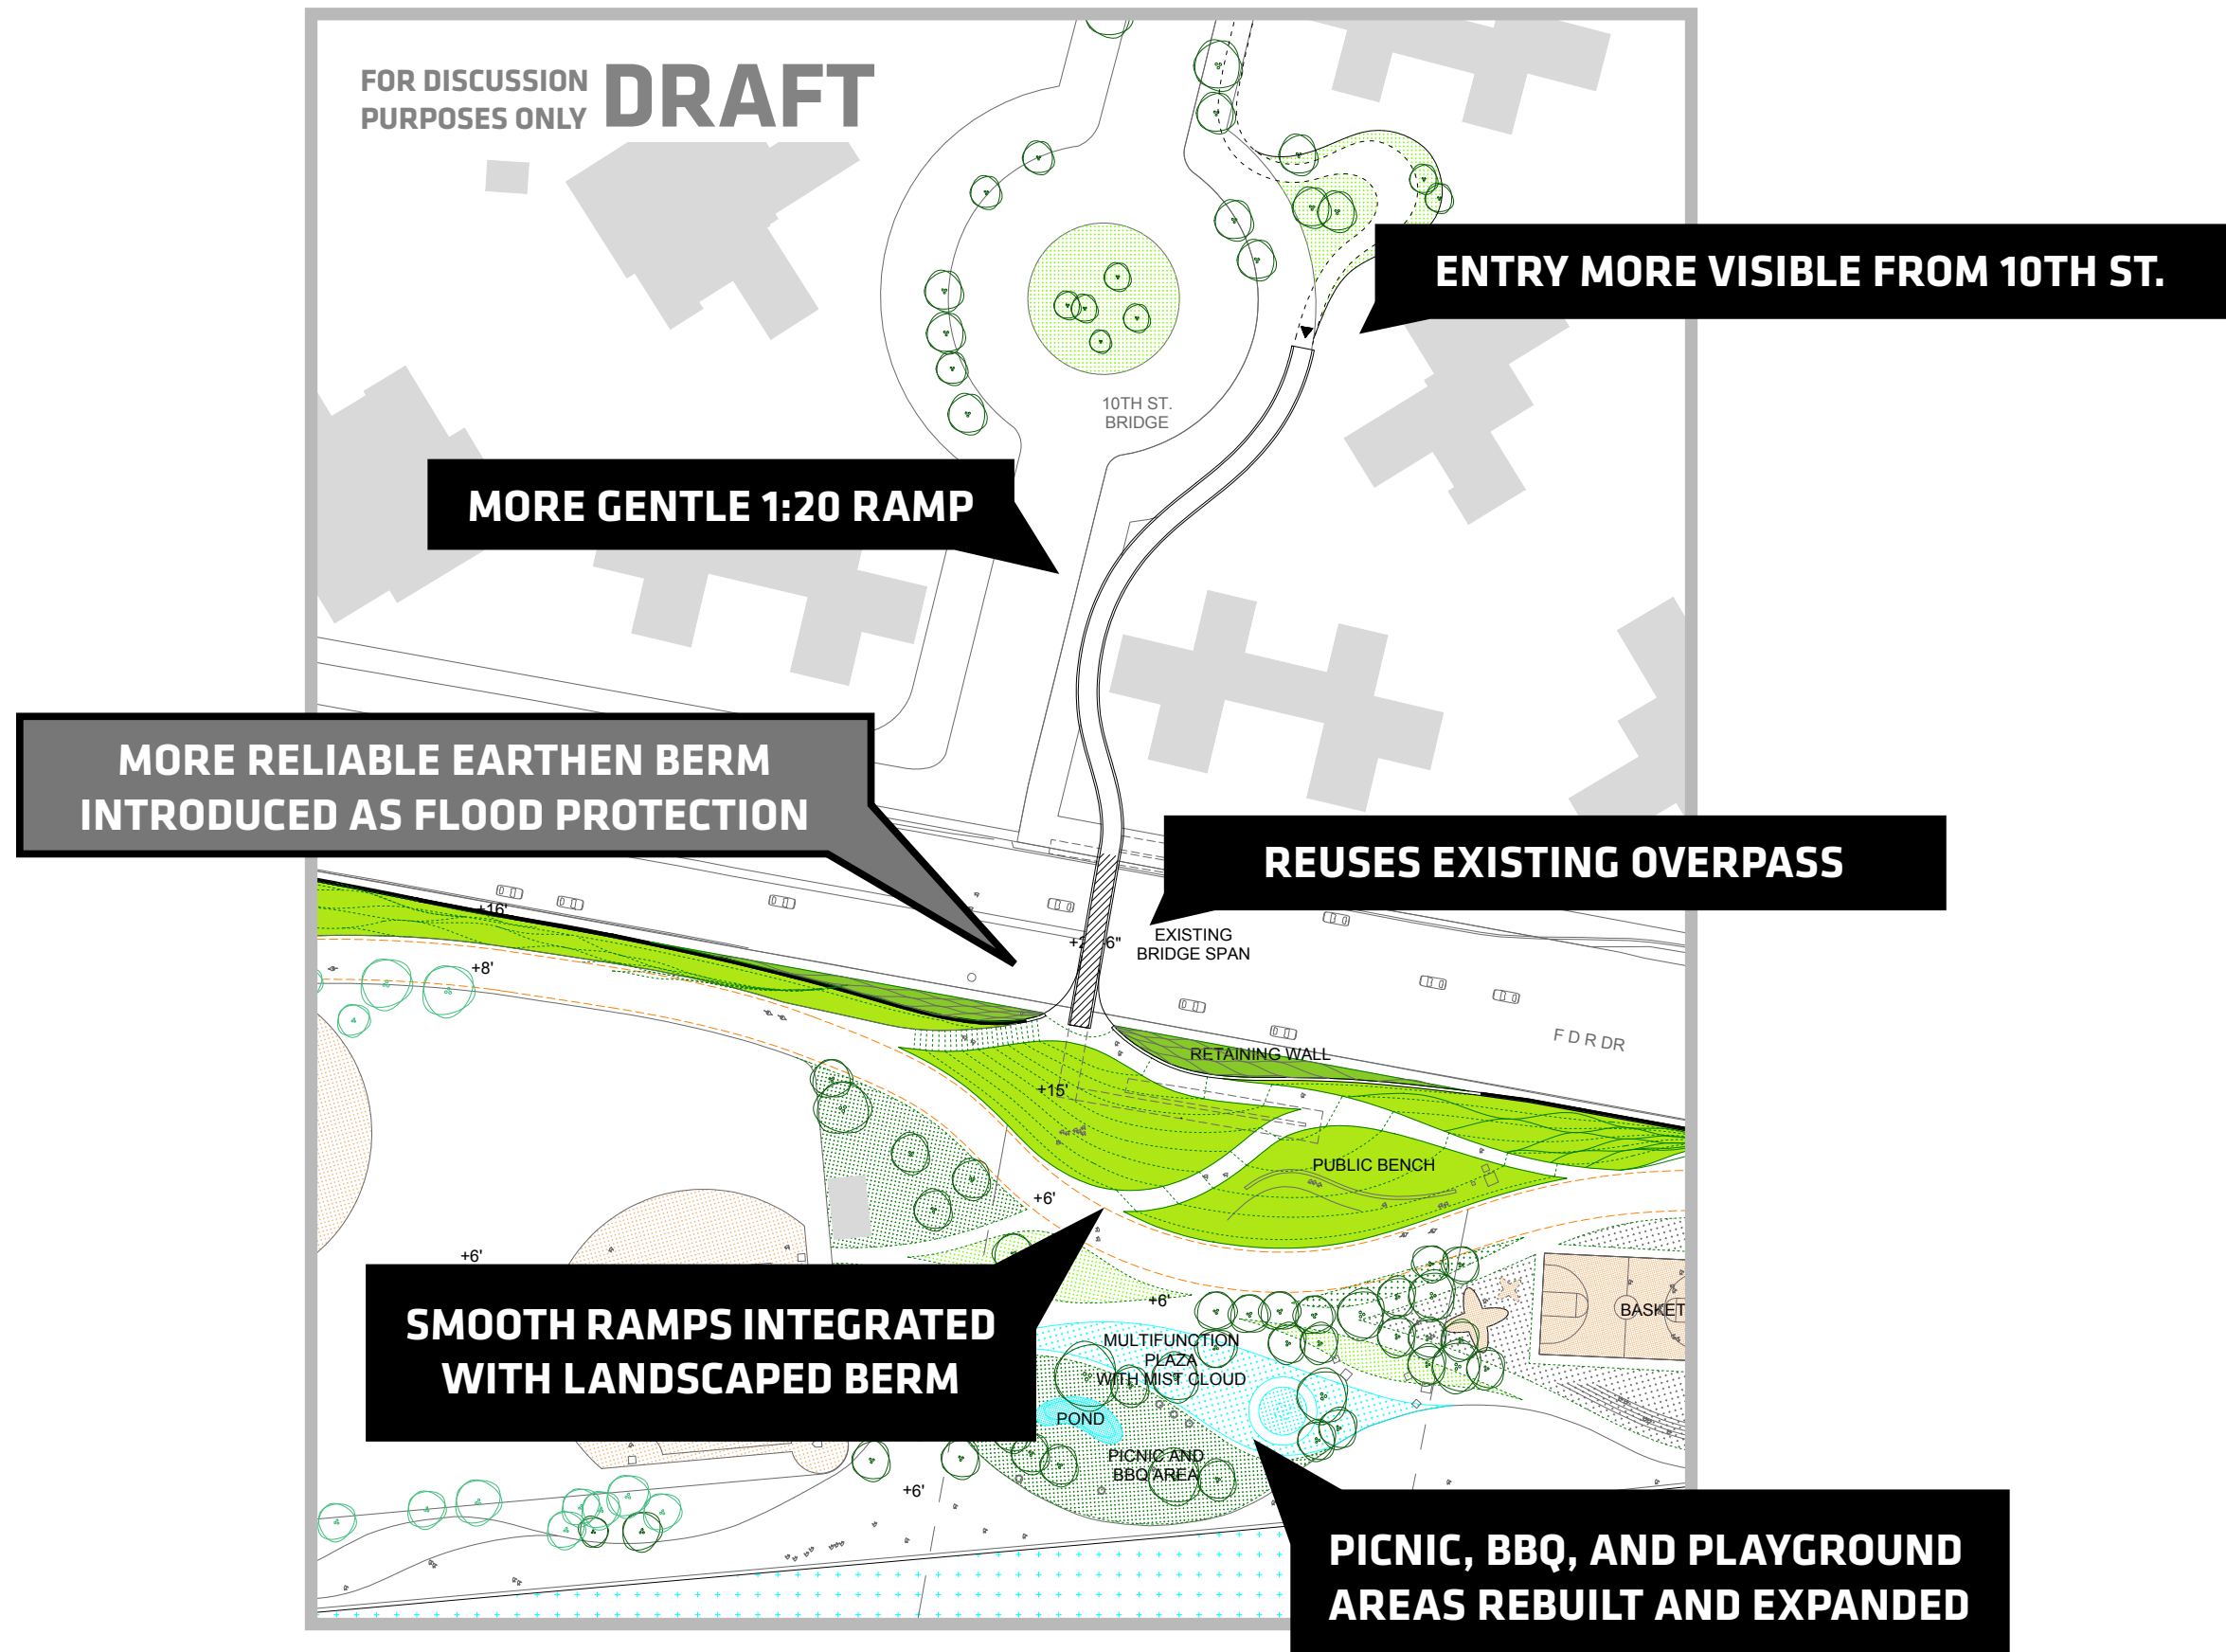 FOR DISCUSSION
PURPOSES ONLY
DRAFT
ENTRY MORE VISIBLE FROM 10TH ST.
10TH ST.
BRIDGE
MORE GENTLE 1:20 RAMP
MORE RELIABLE EARTHEN BERM
INTRODUCED AS FLOOD PROTECTION
REUSES EXISTING OVERPASS
+16'
EXISTING
BRIDGE SPAN
+8'
F D R DR
RETAINING WALL
+15'
PUBLIC BENCH
+6'
+6'
+6'
BASKET
SMOOTH RAMPS INTEGRATED
WITH LANDSCAPED BERM
MULTIFUNCTION
PLAZA
WITH MIST CLOUD
POND
PICNIC AND
BBQ AREA
+6'
PICNIC, BBQ, AND PLAYGROUND
AREAS REBUILT AND EXPANDED